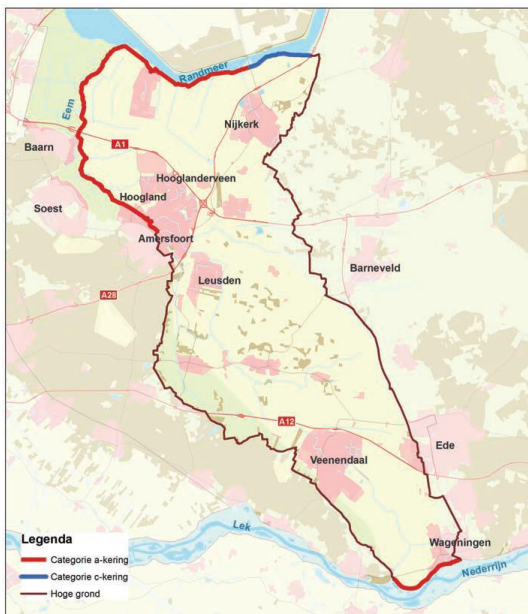 Randmeer
Eem
Nijkerk
A1
Baarn
Hooglanderveen
Hoogland
Soest
Amersfoort
Barneveld
Leusden
A28
A12
Ede
Veenendaal
Lek
Wageningen
Nederrijn
Legenda
Categorie a-kering
Categorie c-kering
Hoge grond